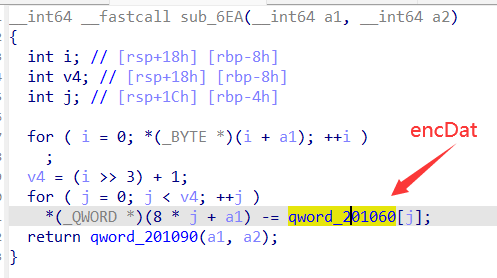 __int64 __fastcall sub_6EA(__int64 a1, __int64 a2)
{
int i; // [rsp+18h] [rbp-8h]
int v4; // [rsp+18h] [rbp-8h]
int j; // [rsp+1Ch] [rbp-4h]
for ( i = 0; *(_BYTE *)(i + a1); ++i )
;
encDat
v4 = (i >> 3) + 1;
for ( j = 0; j < v4; ++j )
*(_QWORD *)(8 * j + a1) -= qword_201060[j];
return qword_201090(a1, a2);
}